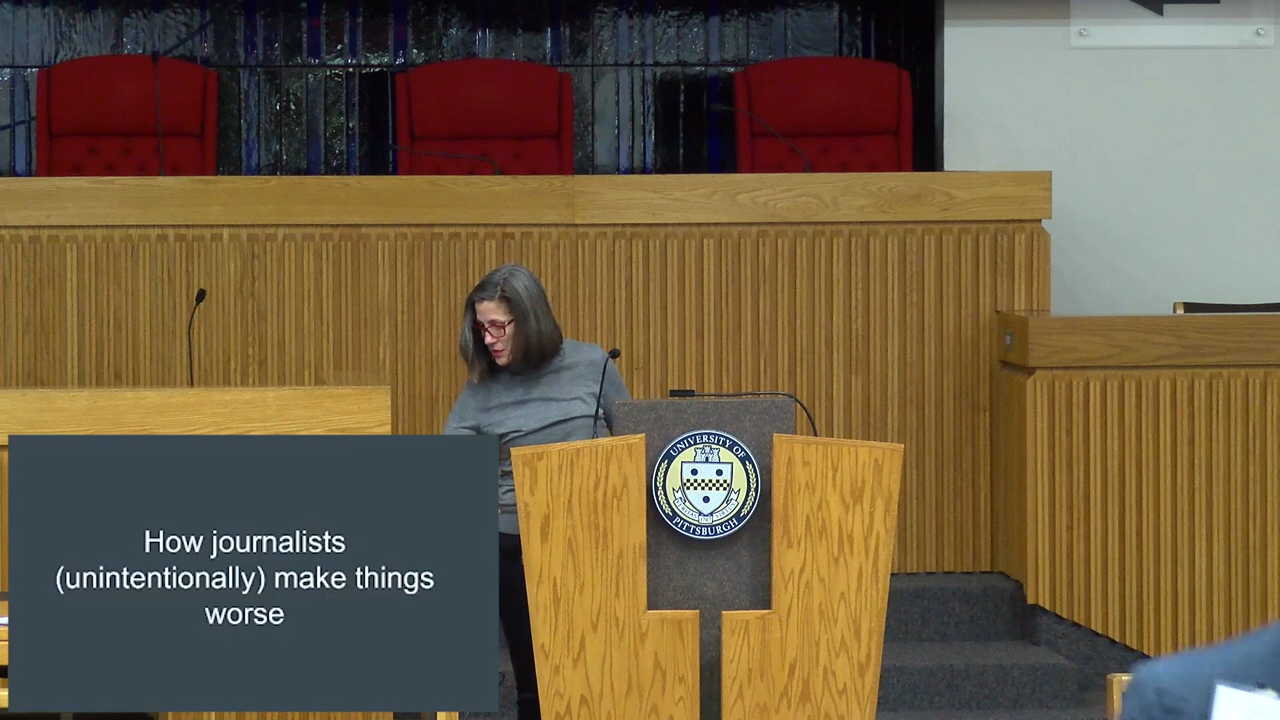 How journalists
(unintentionally) make things
worse
UNIVERSITY OF
PITTSBURGH